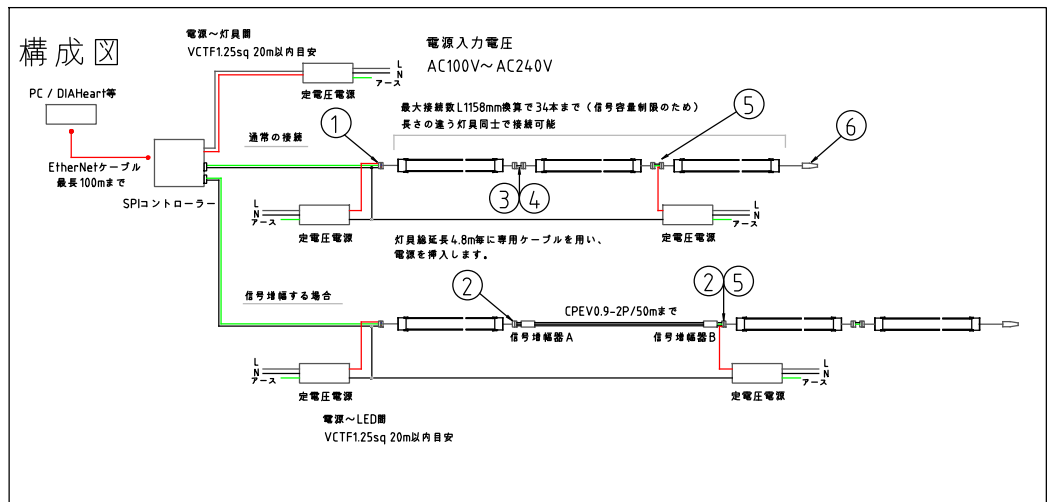 構成図
電源～灯具間
VCTF1.25sq 20m以内目安
電源入力電圧
AC100V～AC240V
L
N
アース
定電圧電源
PC / DIAHeart等
EtherNetケーブル
最長100mまで
SPIコントローラー
通常の接続
最大接続数L1158mm換算で34本まで（信号容量制限のため）
長さの違う灯具同士で接続可能
①
⑤
⑥
③
④
L
N
アース
定電圧電源
灯具総延長4.8m毎に専用ケーブルを用い、
電源を挿入します。
L
N
アース
定電圧電源
信号増幅する場合
②
CPEV0.9-2P/50mまで
②
⑤
信号増幅器A
信号増幅器B
L
N
アース
定電圧電源
L
N
アース
定電圧電源
電源～LED間
VCTF1.25sq 20m以内目安